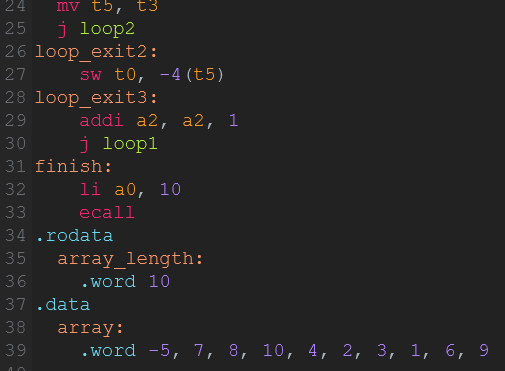 24   mv t5, t3
25   j loop2
26 loop_exit2:
27     sw t0, -4(t5)
28 loop_exit3:
29     addi a2, a2, 1
30     j loop1
31 finish:
32     li a0, 10
33     ecall
34 .rodata
35   array_length:
36     .word 10
37 .data
38   array:
39     .word -5, 7, 8, 10, 4, 2, 3, 1, 6, 9